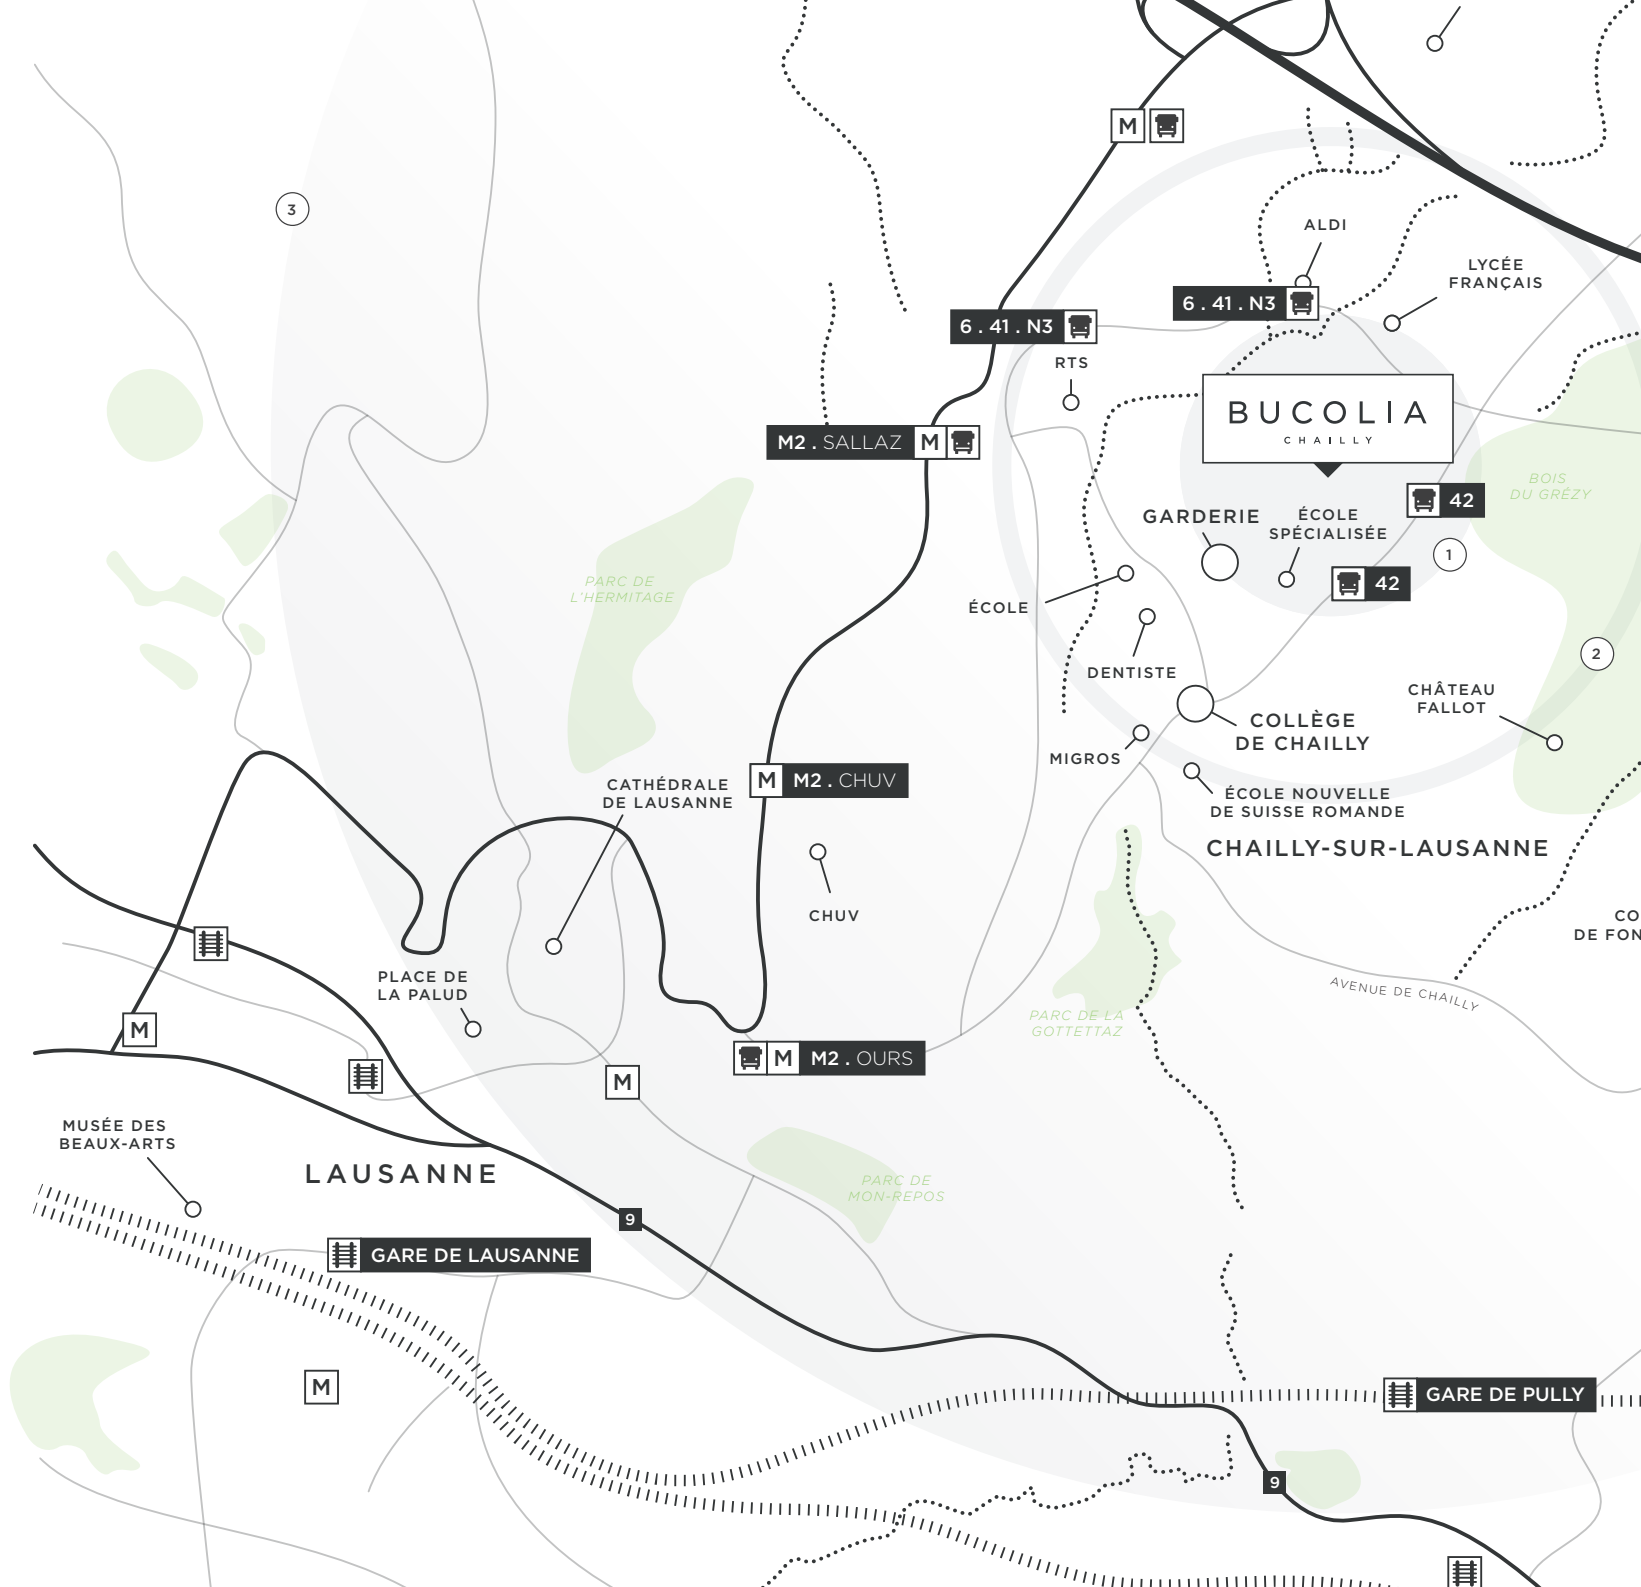 M
3
ALDI
LYCÉE
FRANÇAIS
6 . 41 . N3
6 . 41 . N3
RTS
BUCOLIA
CHAILLY
M2 . SALLAZ M
BOIS
DU GRÉZY
42
GARDERIE
ÉCOLE
SPÉCIALISÉE
1
PARC DE
L'HERMITAGE
42
ÉCOLE
2
DENTISTE
CHÂTEAU
FALLOT
COLLÈGE
DE CHAILLY
MIGROS
M M2 . CHUV
CATHÉDRALE
DE LAUSANNE
ÉCOLE NOUVELLE
DE SUISSE ROMANDE
CHAILLY-SUR-LAUSANNE
CHUV
CO
DE FON
PLACE DE
LA PALUD
AVENUE DE CHAILLY
PARC DE LA
GOTTETTAZ
M
M M2 . OURS
M
MUSÉE DES
BEAUX-ARTS
LAUSANNE
PARC DE
MON-REPOS
9
GARE DE LAUSANNE
M
GARE DE PULLY
9